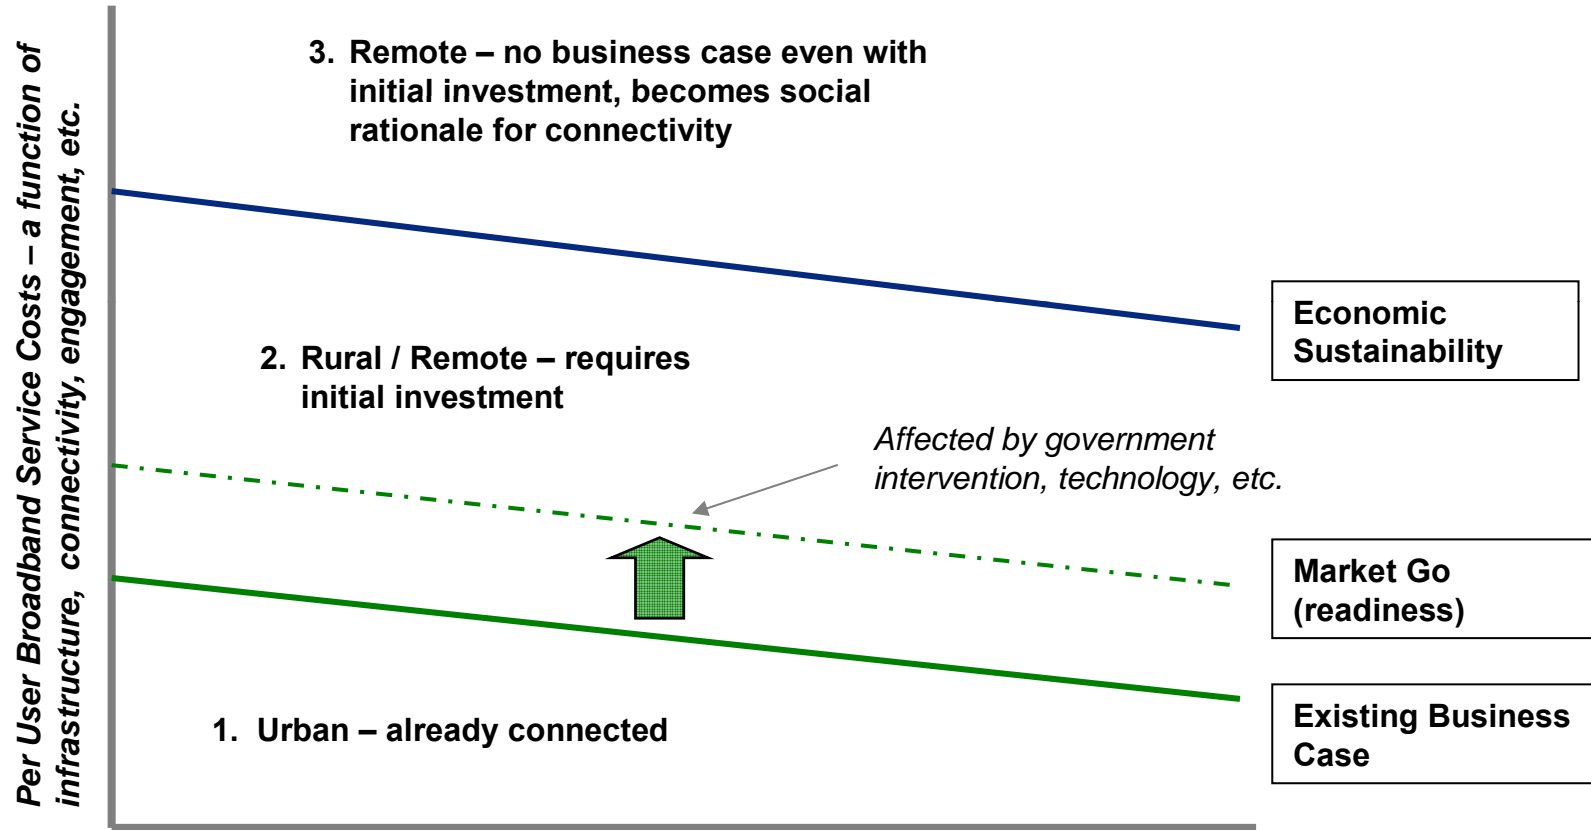 Per User Broadband Service Costs – a function of
infrastructure, connectivity, engagement, etc.
3. Remote – no business case even with
initial investment, becomes social
rationale for connectivity
Economic
Sustainability
2. Rural / Remote – requires
initial investment
Affected by government
intervention, technology, etc.
Market Go
(readiness)
1. Urban – already connected
Existing Business
Case